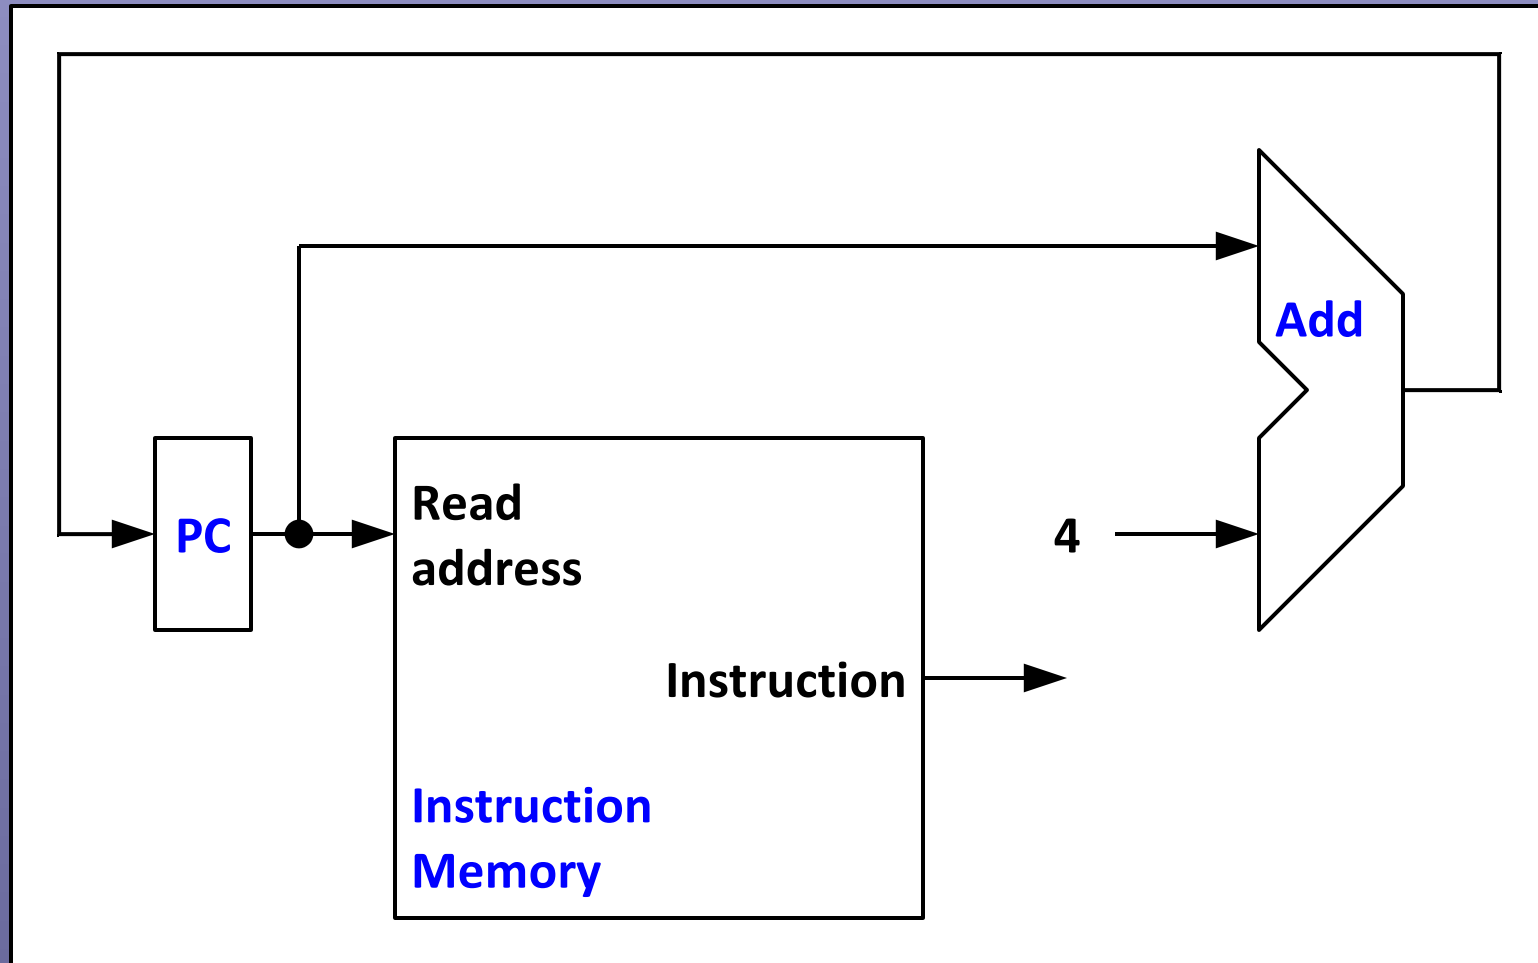 Add
PC
Read
address
4
Instruction
Instruction
Memory